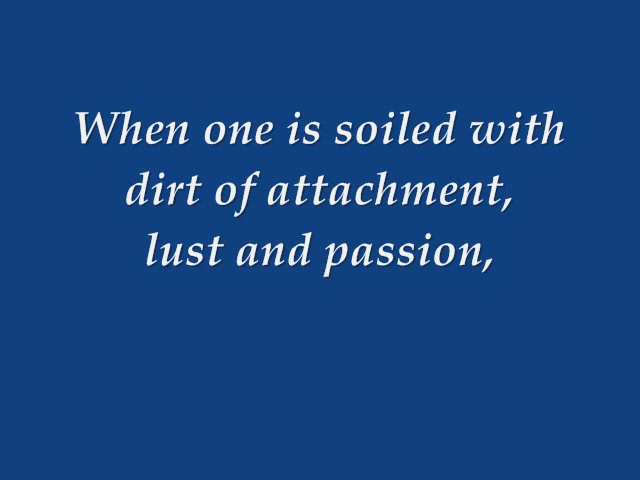 When one is soiled with
dirt of attachment,
lust and passion,